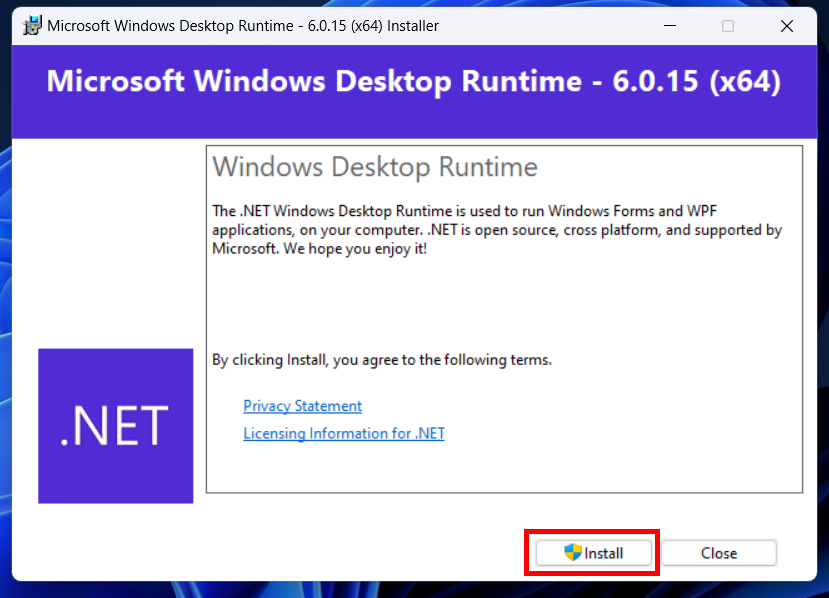 Microsoft Windows Desktop Runtime - 6.0.15 (x64) Installer
Microsoft Windows Desktop Runtime - 6.0.15 (x64)
Windows Desktop Runtime
The .NET Windows Desktop Runtime is used to run Windows Forms and WPF
applications, on your computer. .NET is open source, cross platform, and supported by
Microsoft. We hope you enjoy it!
By clicking Install, you agree to the following terms.
Privacy Statement
Licensing Information for .NET
.NET
Install
Close